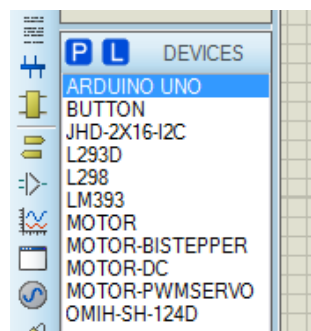 P L DEVICES
ARDUINO UNO
BUTTON
JHD-2X16-I2C
L293D
L298
LM393
MOTOR
MOTOR-BISTEPPER
MOTOR-DC
MOTOR-PWMSERVO
OMIH-SH-124D